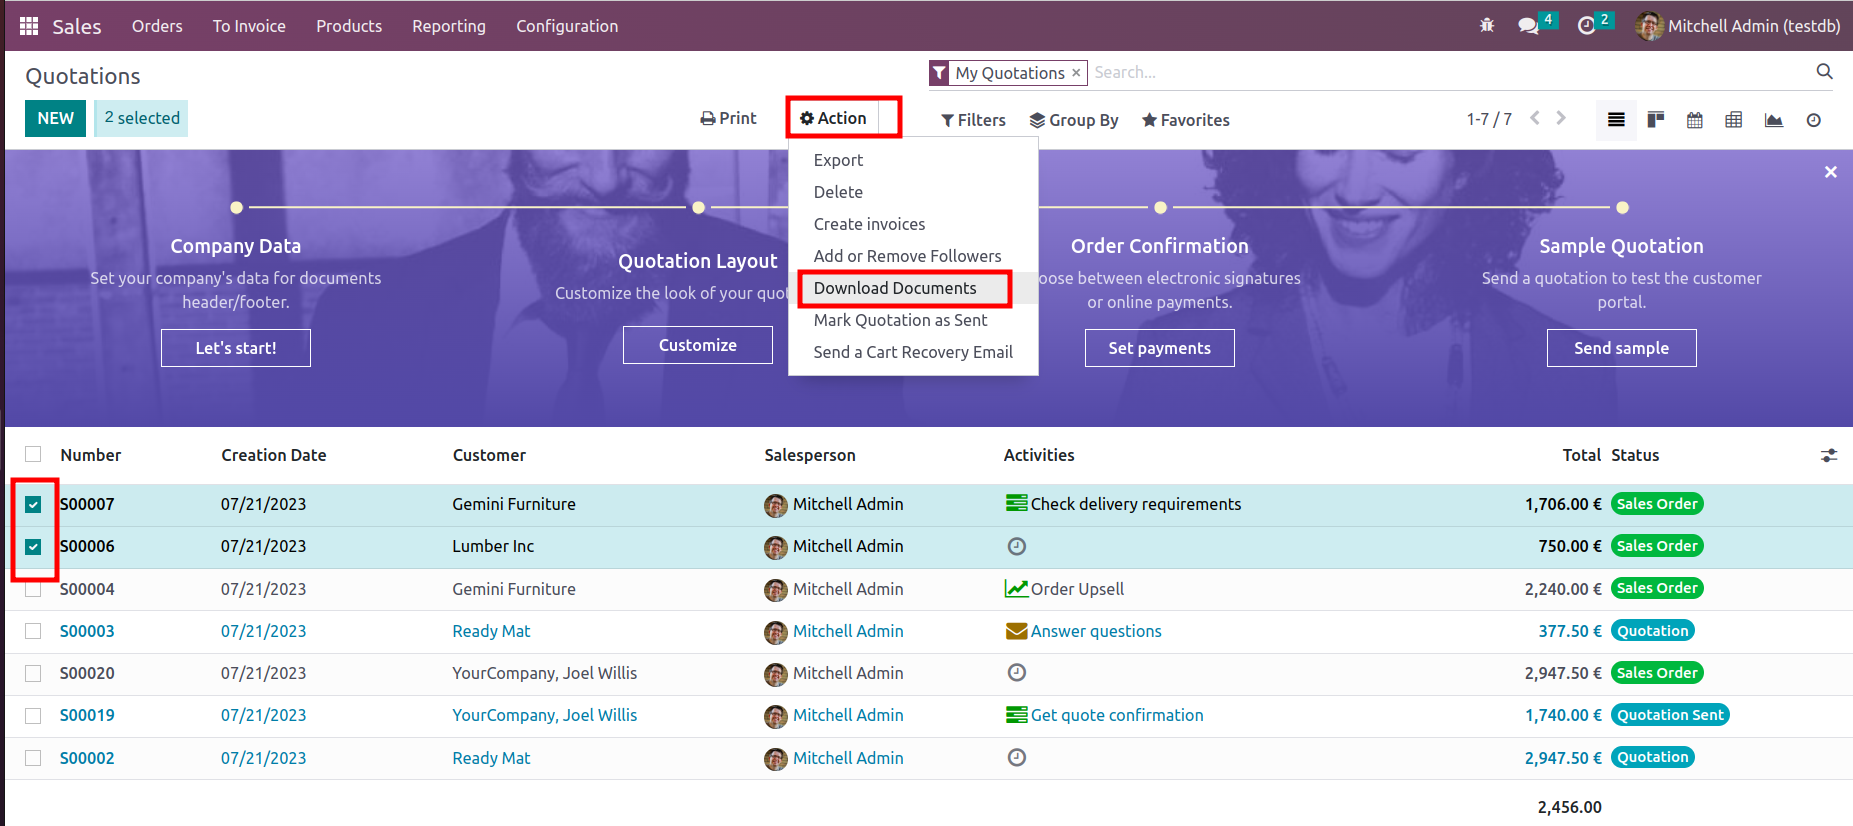 Sales Orders To Invoice Products Reporting Configuration 4 2 Mitchell Admin (testdb)
Quotations My Quotations × Search...
NEW 2 selected Print Action Filters Group By Favorites 1-7 / 7
Export
Delete
Create invoices
Add or Remove Followers
Download Documents
Mark Quotation as Sent
Send a Cart Recovery Email
Company Data
Set your company's data for documents
header/footer.
Let's start!
Quotation Layout
Customize the look of your quot
Customize
Order Confirmation
oose between electronic signatures
or online payments.
Set payments
Sample Quotation
Send a quotation to test the customer
portal.
Send sample
Number Creation Date Customer Salesperson Activities Total Status
S00007 07/21/2023 Gemini Furniture Mitchell Admin Check delivery requirements 1,706.00 € Sales Order
S00006 07/21/2023 Lumber Inc Mitchell Admin 750.00 € Sales Order
S00004 07/21/2023 Gemini Furniture Mitchell Admin Order Upsell 2,240.00 € Sales Order
S00003 07/21/2023 Ready Mat Mitchell Admin Answer questions 377.50 € Quotation
S00020 07/21/2023 YourCompany, Joel Willis Mitchell Admin 2,947.50 € Sales Order
S00019 07/21/2023 YourCompany, Joel Willis Mitchell Admin Get quote confirmation 1,740.00 € Quotation Sent
S00002 07/21/2023 Ready Mat Mitchell Admin 2,947.50 € Quotation
2,456.00